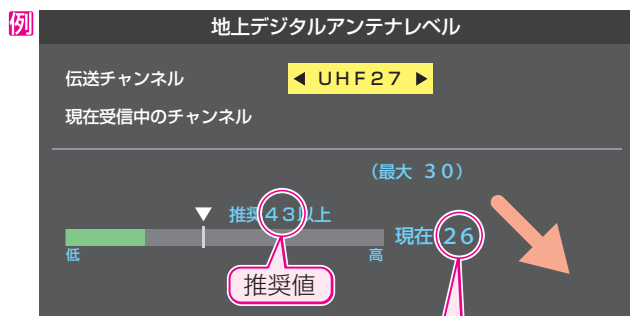 例
地上デジタルアンテナレベル
伝送チャンネル ◀ UHF27 ▶
現在受信中のチャンネル
(最大 30)
▼ 推奨43以上
現在 26
低 高
推奨値